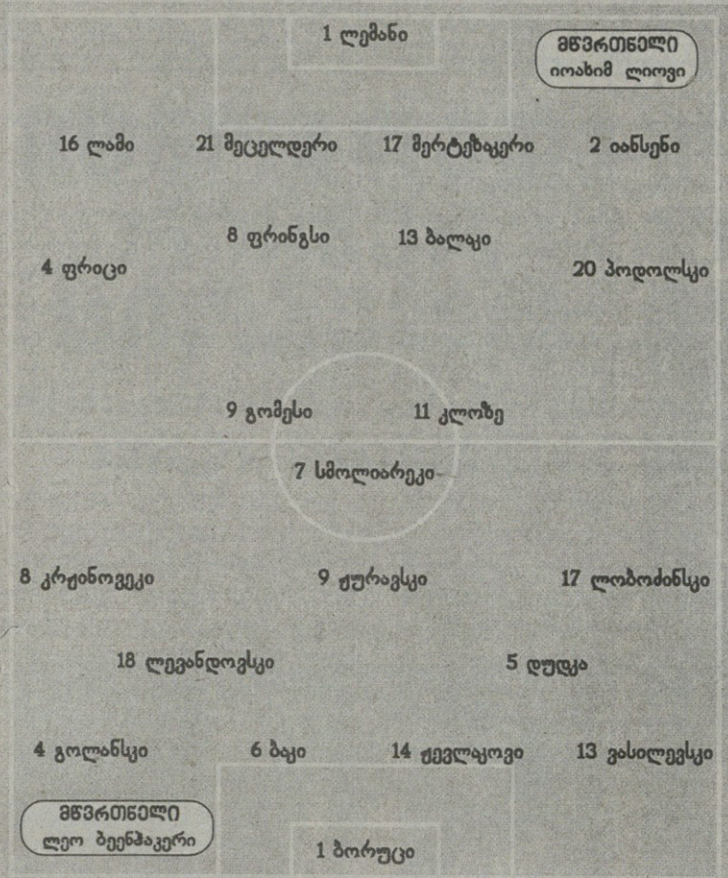 1 ლემანი
მწვრთნელი
იოახიმ ლიოვი
16 ლამი 21 მეცელდერი 17 მერტეზაკერი 2 იანსენი
8 ფრინგსი 13 ბალაკი
4 ფრიცი 20 პოდოლსკი
9 გომესი 11 კლოზე
7 სმოლიარეკი
8 კრჟინოვეკი 9 ჟურავსკი 17 ლობოძინსკი
18 ლევანდოვსკი 5 დუდკა
4 გოლანსკი 6 ბაკი 14 ჟევლაკოვი 13 ვასილევსკი
მწვრთნელი
ლეო ბეენჰაკერი
1 ბორუცი